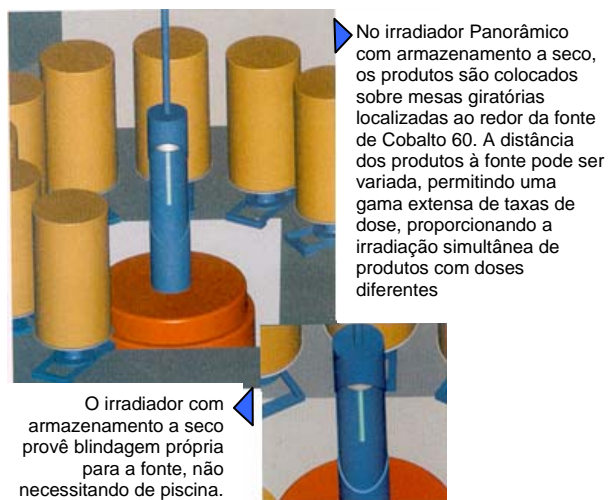 No irradiador Panorâmico
com armazenamento a seco,
os produtos são colocados
sobre mesas giratórias
localizadas ao redor da fonte
de Cobalto 60. A distância
dos produtos à fonte pode ser
variada, permitindo uma
gama extensa de taxas de
dose, proporcionando a
irradiação simultânea de
produtos com doses
diferentes
O irradiador com
armazenamento a seco
provê blindagem própria
para a fonte, não
necessitando de piscina.